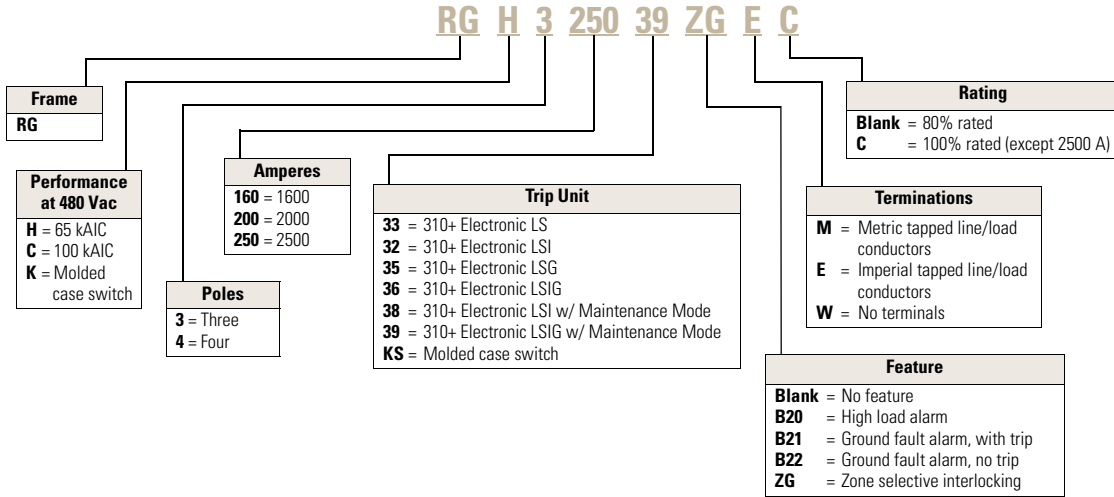 RG H 3 250 39 ZG E C
Frame
RG
Performance
at 480 Vac
H = 65 kAIC
C = 100 kAIC
K = Molded
case switch
Poles
3 = Three
4 = Four
Amperes
160 = 1600
200 = 2000
250 = 2500
Trip Unit
33 = 310+ Electronic LS
32 = 310+ Electronic LSI
35 = 310+ Electronic LSG
36 = 310+ Electronic LSIG
38 = 310+ Electronic LSI w/ Maintenance Mode
39 = 310+ Electronic LSIG w/ Maintenance Mode
KS = Molded case switch
Feature
Blank = No feature
B20 = High load alarm
B21 = Ground fault alarm, with trip
B22 = Ground fault alarm, no trip
ZG = Zone selective interlocking
Terminations
M = Metric tapped line/load
conductors
E = Imperial tapped line/load
conductors
W = No terminals
Rating
Blank = 80% rated
C = 100% rated (except 2500 A)